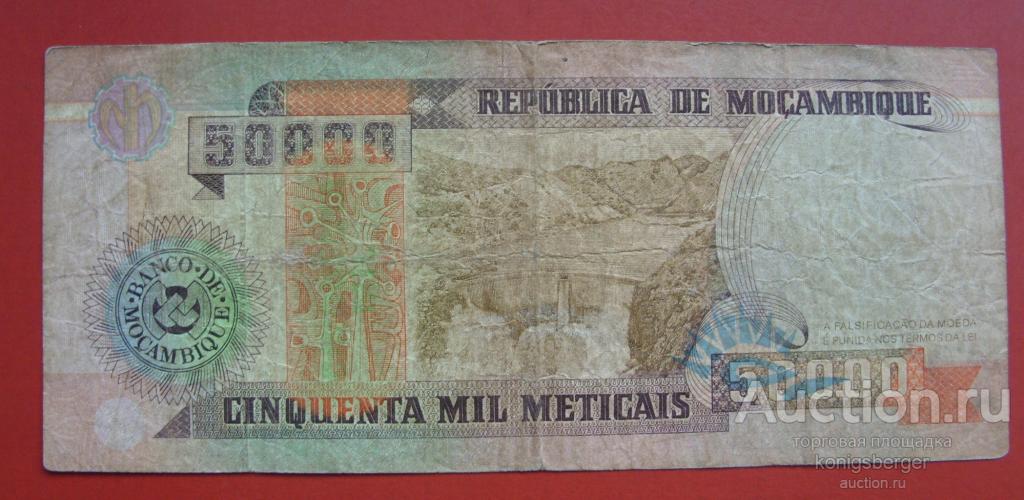 REPÚBLICA DE MOÇAMBIQUE
50000
BANCO·DE·MOÇAMBIQUE·
A FALSIFICAÇÃO DA MOEDA
É PUNIDA NOS TERMOS DA LEI
50000
CINQUENTA MIL METICAIS
Auction.ru
торговая площадка
konigsberger
auction.ru